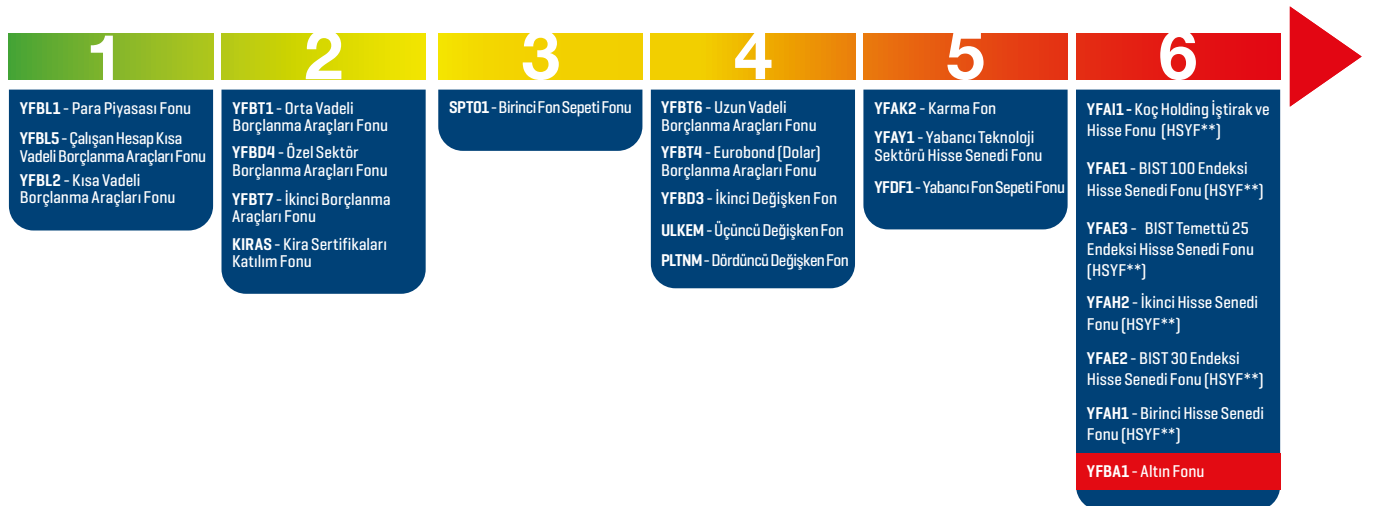 1
YFBL1 - Para Piyasası Fonu
YFBL5 - Çalışan Hesap Kısa
Vadeli Borçlanma Araçları Fonu
YFBL2 - Kısa Vadeli
Borçlanma Araçları Fonu
2
YFBT1 - Orta Vadeli
Borçlanma Araçları Fonu
YFBD4 - Özel Sektör
Borçlanma Araçları Fonu
YFBT7 - İkinci Borçlanma
Araçları Fonu
KIRAS - Kira Sertifikaları
Katılım Fonu
3
SPT01 - Birinci Fon Sepeti Fonu
4
YFBT6 - Uzun Vadeli
Borçlanma Araçları Fonu
YFBT4 - Eurobond (Dolar)
Borçlanma Araçları Fonu
YFBD3 - İkinci Değişken Fon
ULKEM - Üçüncü Değişken Fon
PLTNM - Dördüncü Değişken Fon
5
YFAK2 - Karma Fon
YFAY1 - Yabancı Teknoloji
Sektörü Hisse Senedi Fonu
YFDF1 - Yabancı Fon Sepeti Fonu
6
YFAI1 - Koç Holding İştirak ve
Hisse Fonu (HSYF**)
YFAE1 - BIST 100 Endeksi
Hisse Senedi Fonu (HSYF**)
YFAE3 - BIST Temettü 25
Endeksi Hisse Senedi Fonu
(HSYF**)
YFAH2 - İkinci Hisse Senedi
Fonu (HSYF**)
YFAE2 - BIST 30 Endeksi
Hisse Senedi Fonu (HSYF**)
YFAH1 - Birinci Hisse Senedi
Fonu (HSYF**)
YFBA1 - Altın Fonu